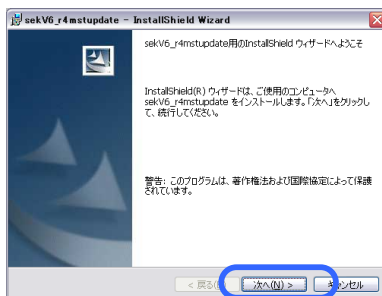 sekV6_r4mstupdate - InstallShield Wizard
sekV6_r4mstupdate用のInstallShield ウィザードへようこそ
InstallShield(R) ウィザードは、ご使用のコンピュータへ
sekV6_r4mstupdate をインストールします。「次へ」をクリックし
て、続行してください。
警告: このプログラムは、著作権法および国際協定によって保護
されています。
< 戻る(
次へ(N) >
キャンセル